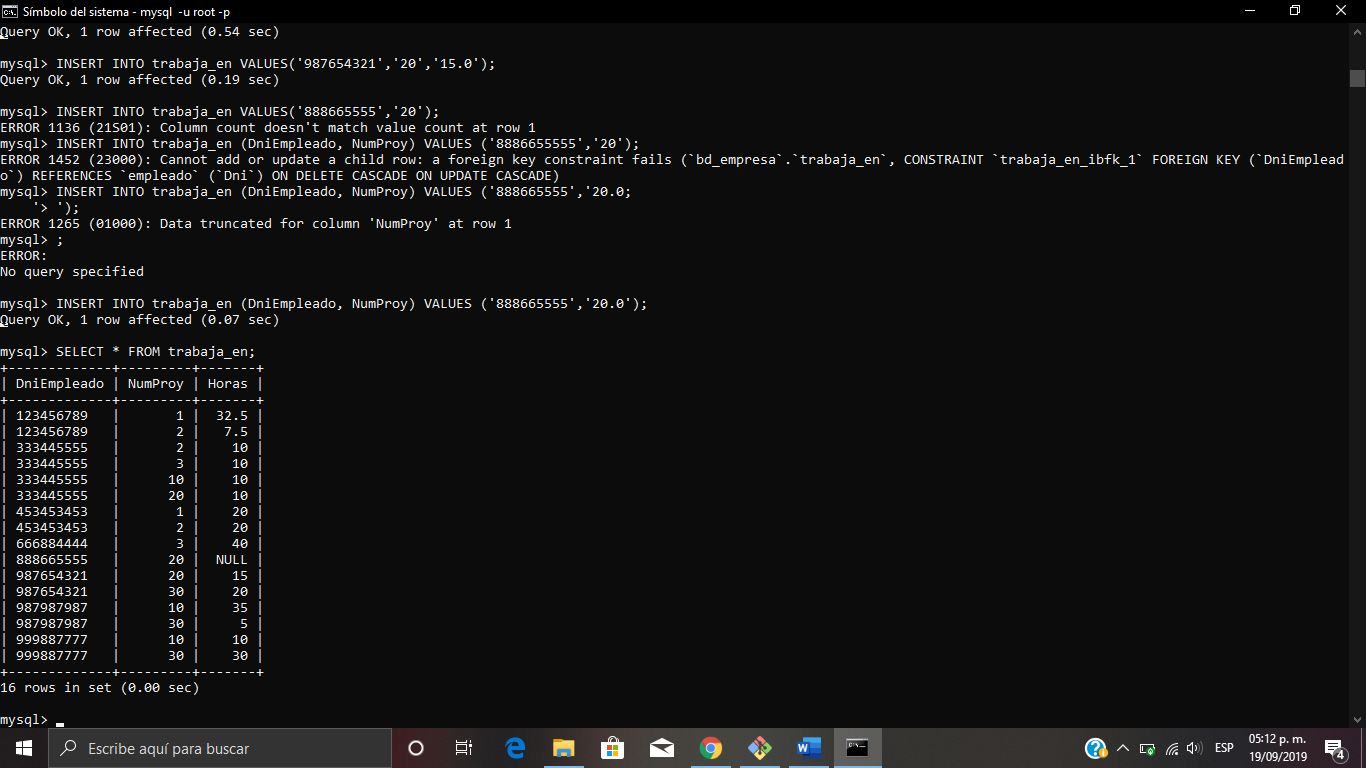 Símbolo del sistema - mysql -u root -p
Query OK, 1 row affected (0.54 sec)
mysql> INSERT INTO trabaja_en VALUES('987654321','20','15.0');
Query OK, 1 row affected (0.19 sec)
mysql> INSERT INTO trabaja_en VALUES('888665555','20');
ERROR 1136 (21S01): Column count doesn't match value count at row 1
mysql> INSERT INTO trabaja_en (DniEmpleado, NumProy) VALUES ('8886655555','20');
ERROR 1452 (23000): Cannot add or update a child row: a foreign key constraint fails (`bd_empresa`.`trabaja_en`, CONSTRAINT `trabaja_en_ibfk_1` FOREIGN KEY (`DniEmplead
o`) REFERENCES `empleado` (`Dni`) ON DELETE CASCADE ON UPDATE CASCADE)
mysql> INSERT INTO trabaja_en (DniEmpleado, NumProy) VALUES ('888665555','20.0;
    '> ');
ERROR 1265 (01000): Data truncated for column 'NumProy' at row 1
mysql> ;
ERROR:
No query specified
mysql> INSERT INTO trabaja_en (DniEmpleado, NumProy) VALUES ('888665555','20.0');
Query OK, 1 row affected (0.07 sec)
mysql> SELECT * FROM trabaja_en;
+-------------+---------+-------+
| DniEmpleado | NumProy | Horas |
+-------------+---------+-------+
| 123456789   |       1 |  32.5 |
| 123456789   |       2 |   7.5 |
| 333445555   |       2 |    10 |
| 333445555   |       3 |    10 |
| 333445555   |      10 |    10 |
| 333445555   |      20 |    10 |
| 453453453   |       1 |    20 |
| 453453453   |       2 |    20 |
| 666884444   |       3 |    40 |
| 888665555   |      20 |  NULL |
| 987654321   |      20 |    15 |
| 987654321   |      30 |    20 |
| 987987987   |      10 |    35 |
| 987987987   |      30 |     5 |
| 999887777   |      10 |    10 |
| 999887777   |      30 |    30 |
+-------------+---------+-------+
16 rows in set (0.00 sec)
mysql>
Escribe aquí para buscar
ESP
05:12 p. m.
19/09/2019
4